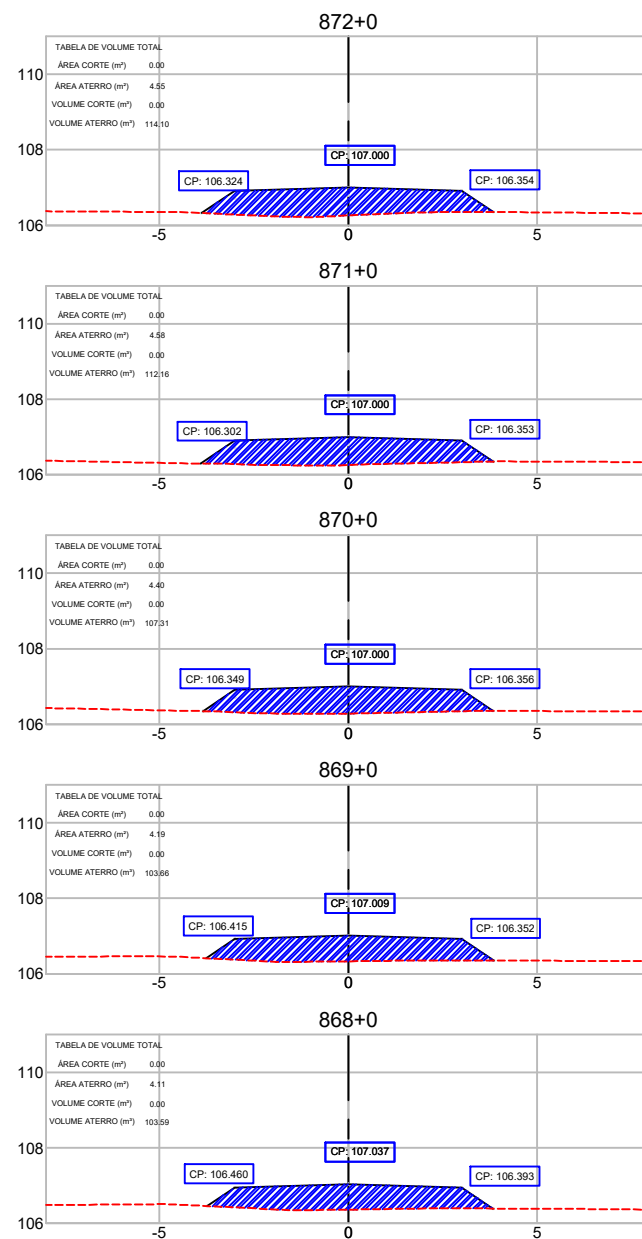 872+0
TABELA DE VOLUME TOTAL
ÁREA CORTE (m²) 0.00
ÁREA ATERRO (m²) 4.55
VOLUME CORTE (m³) 0.00
VOLUME ATERRO (m³) 114.10
110
108
106
CP: 106.324
CP: 107.000
CP: 106.354
-5 0 5
871+0
TABELA DE VOLUME TOTAL
ÁREA CORTE (m²) 0.00
ÁREA ATERRO (m²) 4.58
VOLUME CORTE (m³) 0.00
VOLUME ATERRO (m³) 112.16
110
108
106
CP: 106.302
CP: 107.000
CP: 106.353
-5 0 5
870+0
TABELA DE VOLUME TOTAL
ÁREA CORTE (m²) 0.00
ÁREA ATERRO (m²) 4.40
VOLUME CORTE (m³) 0.00
VOLUME ATERRO (m³) 107.31
110
108
106
CP: 106.349
CP: 107.000
CP: 106.356
-5 0 5
869+0
TABELA DE VOLUME TOTAL
ÁREA CORTE (m²) 0.00
ÁREA ATERRO (m²) 4.19
VOLUME CORTE (m³) 0.00
VOLUME ATERRO (m³) 103.66
110
108
106
CP: 106.415
CP: 107.009
CP: 106.352
-5 0 5
868+0
TABELA DE VOLUME TOTAL
ÁREA CORTE (m²) 0.00
ÁREA ATERRO (m²) 4.11
VOLUME CORTE (m³) 0.00
VOLUME ATERRO (m³) 103.59
110
108
106
CP: 106.460
CP: 107.037
CP: 106.393
-5 0 5